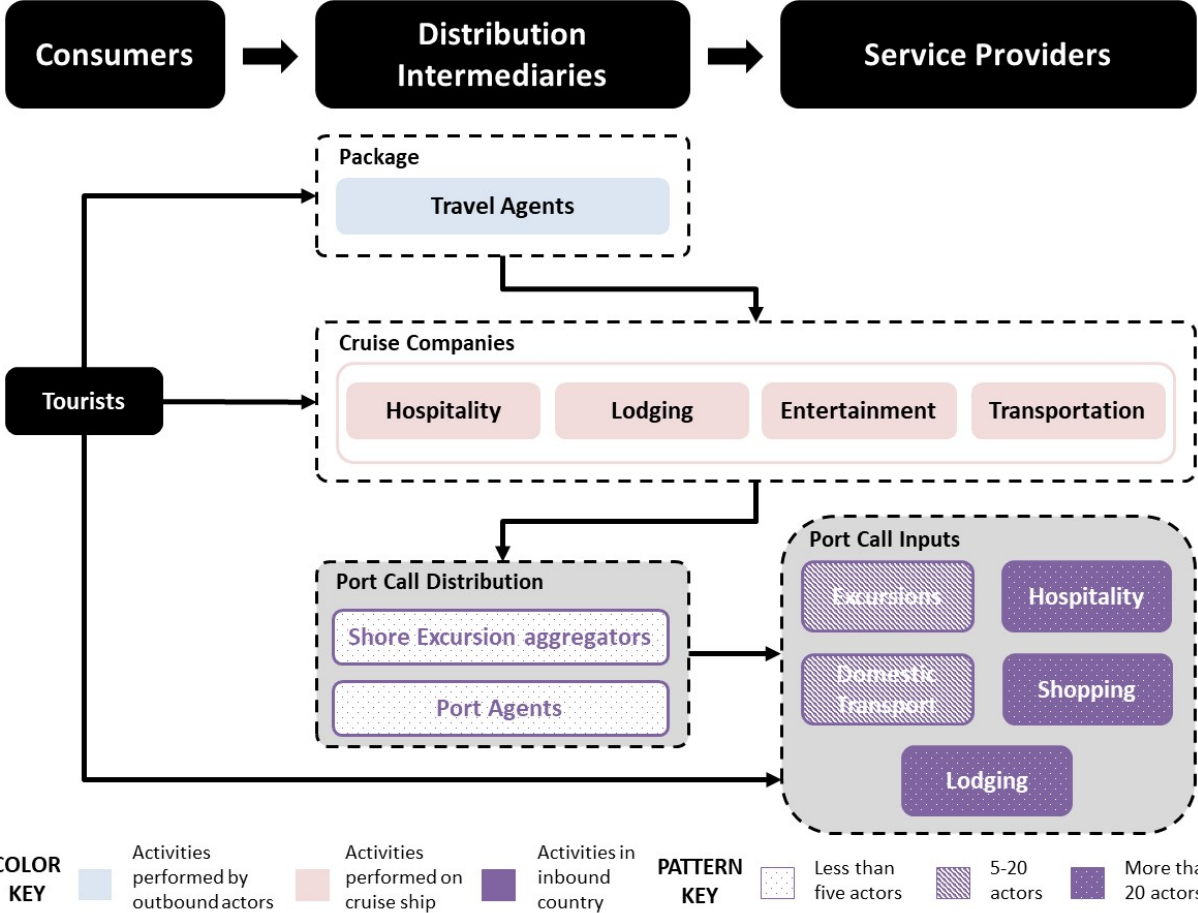 Consumers
Distribution
Intermediaries
Service Providers
Package
Travel Agents
Cruise Companies
Tourists
Hospitality
Lodging
Entertainment
Transportation
Port Call Inputs
Port Call Distribution
Excursions
Hospitality
Shore Excursion aggregators
Domestic
Transport
Shopping
Port Agents
Lodging
COLOR
KEY
Activities
performed by
outbound actors
Activities
performed on
cruise ship
Activities in
inbound
country
PATTERN
KEY
Less than
five actors
5-20
actors
More tha
20 actors